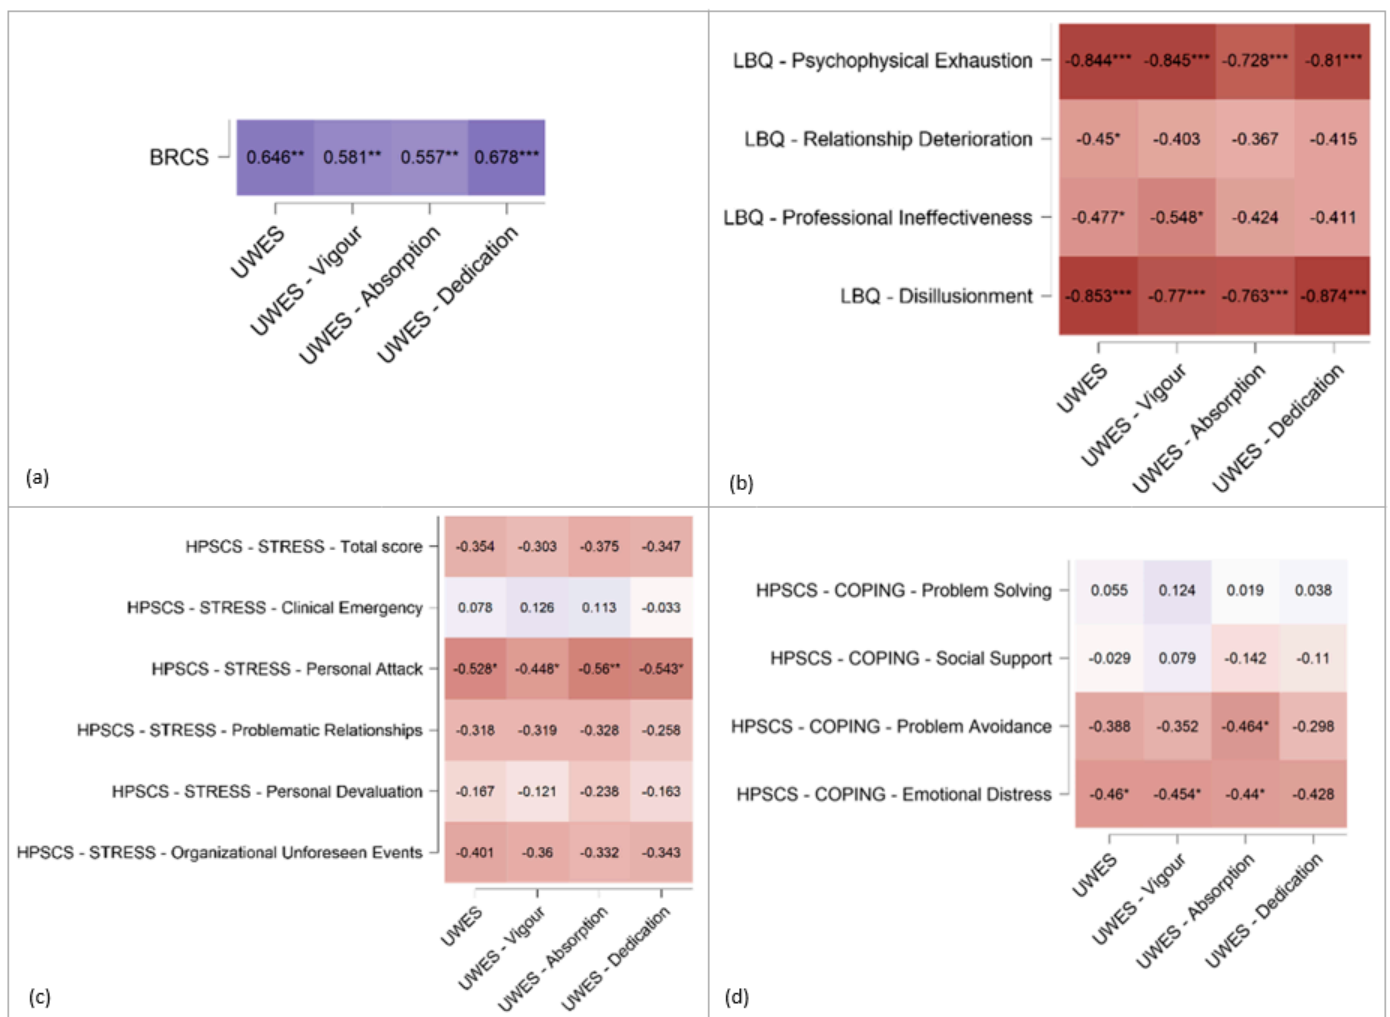 BRCS 0.646** 0.581** 0.557** 0.678***
UWES
UWES - Vigour
UWES - Absorption
UWES - Dedication
(a)
LBQ - Psychophysical Exhaustion -0.844*** -0.845*** -0.728*** -0.81***
LBQ - Relationship Deterioration -0.45* -0.403 -0.367 -0.415
LBQ - Professional Ineffectiveness -0.477* -0.548* -0.424 -0.411
LBQ - Disillusionment -0.853*** -0.77*** -0.763*** -0.874***
UWES
UWES - Vigour
UWES - Absorption
UWES - Dedication
(b)
HPSCS - STRESS - Total score -0.354 -0.303 -0.375 -0.347
HPSCS - STRESS - Clinical Emergency 0.078 0.126 0.113 -0.033
HPSCS - STRESS - Personal Attack -0.528* -0.448* -0.56** -0.543*
HPSCS - STRESS - Problematic Relationships -0.318 -0.319 -0.328 -0.258
HPSCS - STRESS - Personal Devaluation -0.167 -0.121 -0.238 -0.163
HPSCS - STRESS - Organizational Unforeseen Events -0.401 -0.36 -0.332 -0.343
UWES
UWES - Vigour
UWES - Absorption
UWES - Dedication
(c)
HPSCS - COPING - Problem Solving 0.055 0.124 0.019 0.038
HPSCS - COPING - Social Support -0.029 0.079 -0.142 -0.11
HPSCS - COPING - Problem Avoidance -0.388 -0.352 -0.464* -0.298
HPSCS - COPING - Emotional Distress -0.46* -0.454* -0.44* -0.428
UWES
UWES - Vigour
UWES - Absorption
UWES - Dedication
(d)